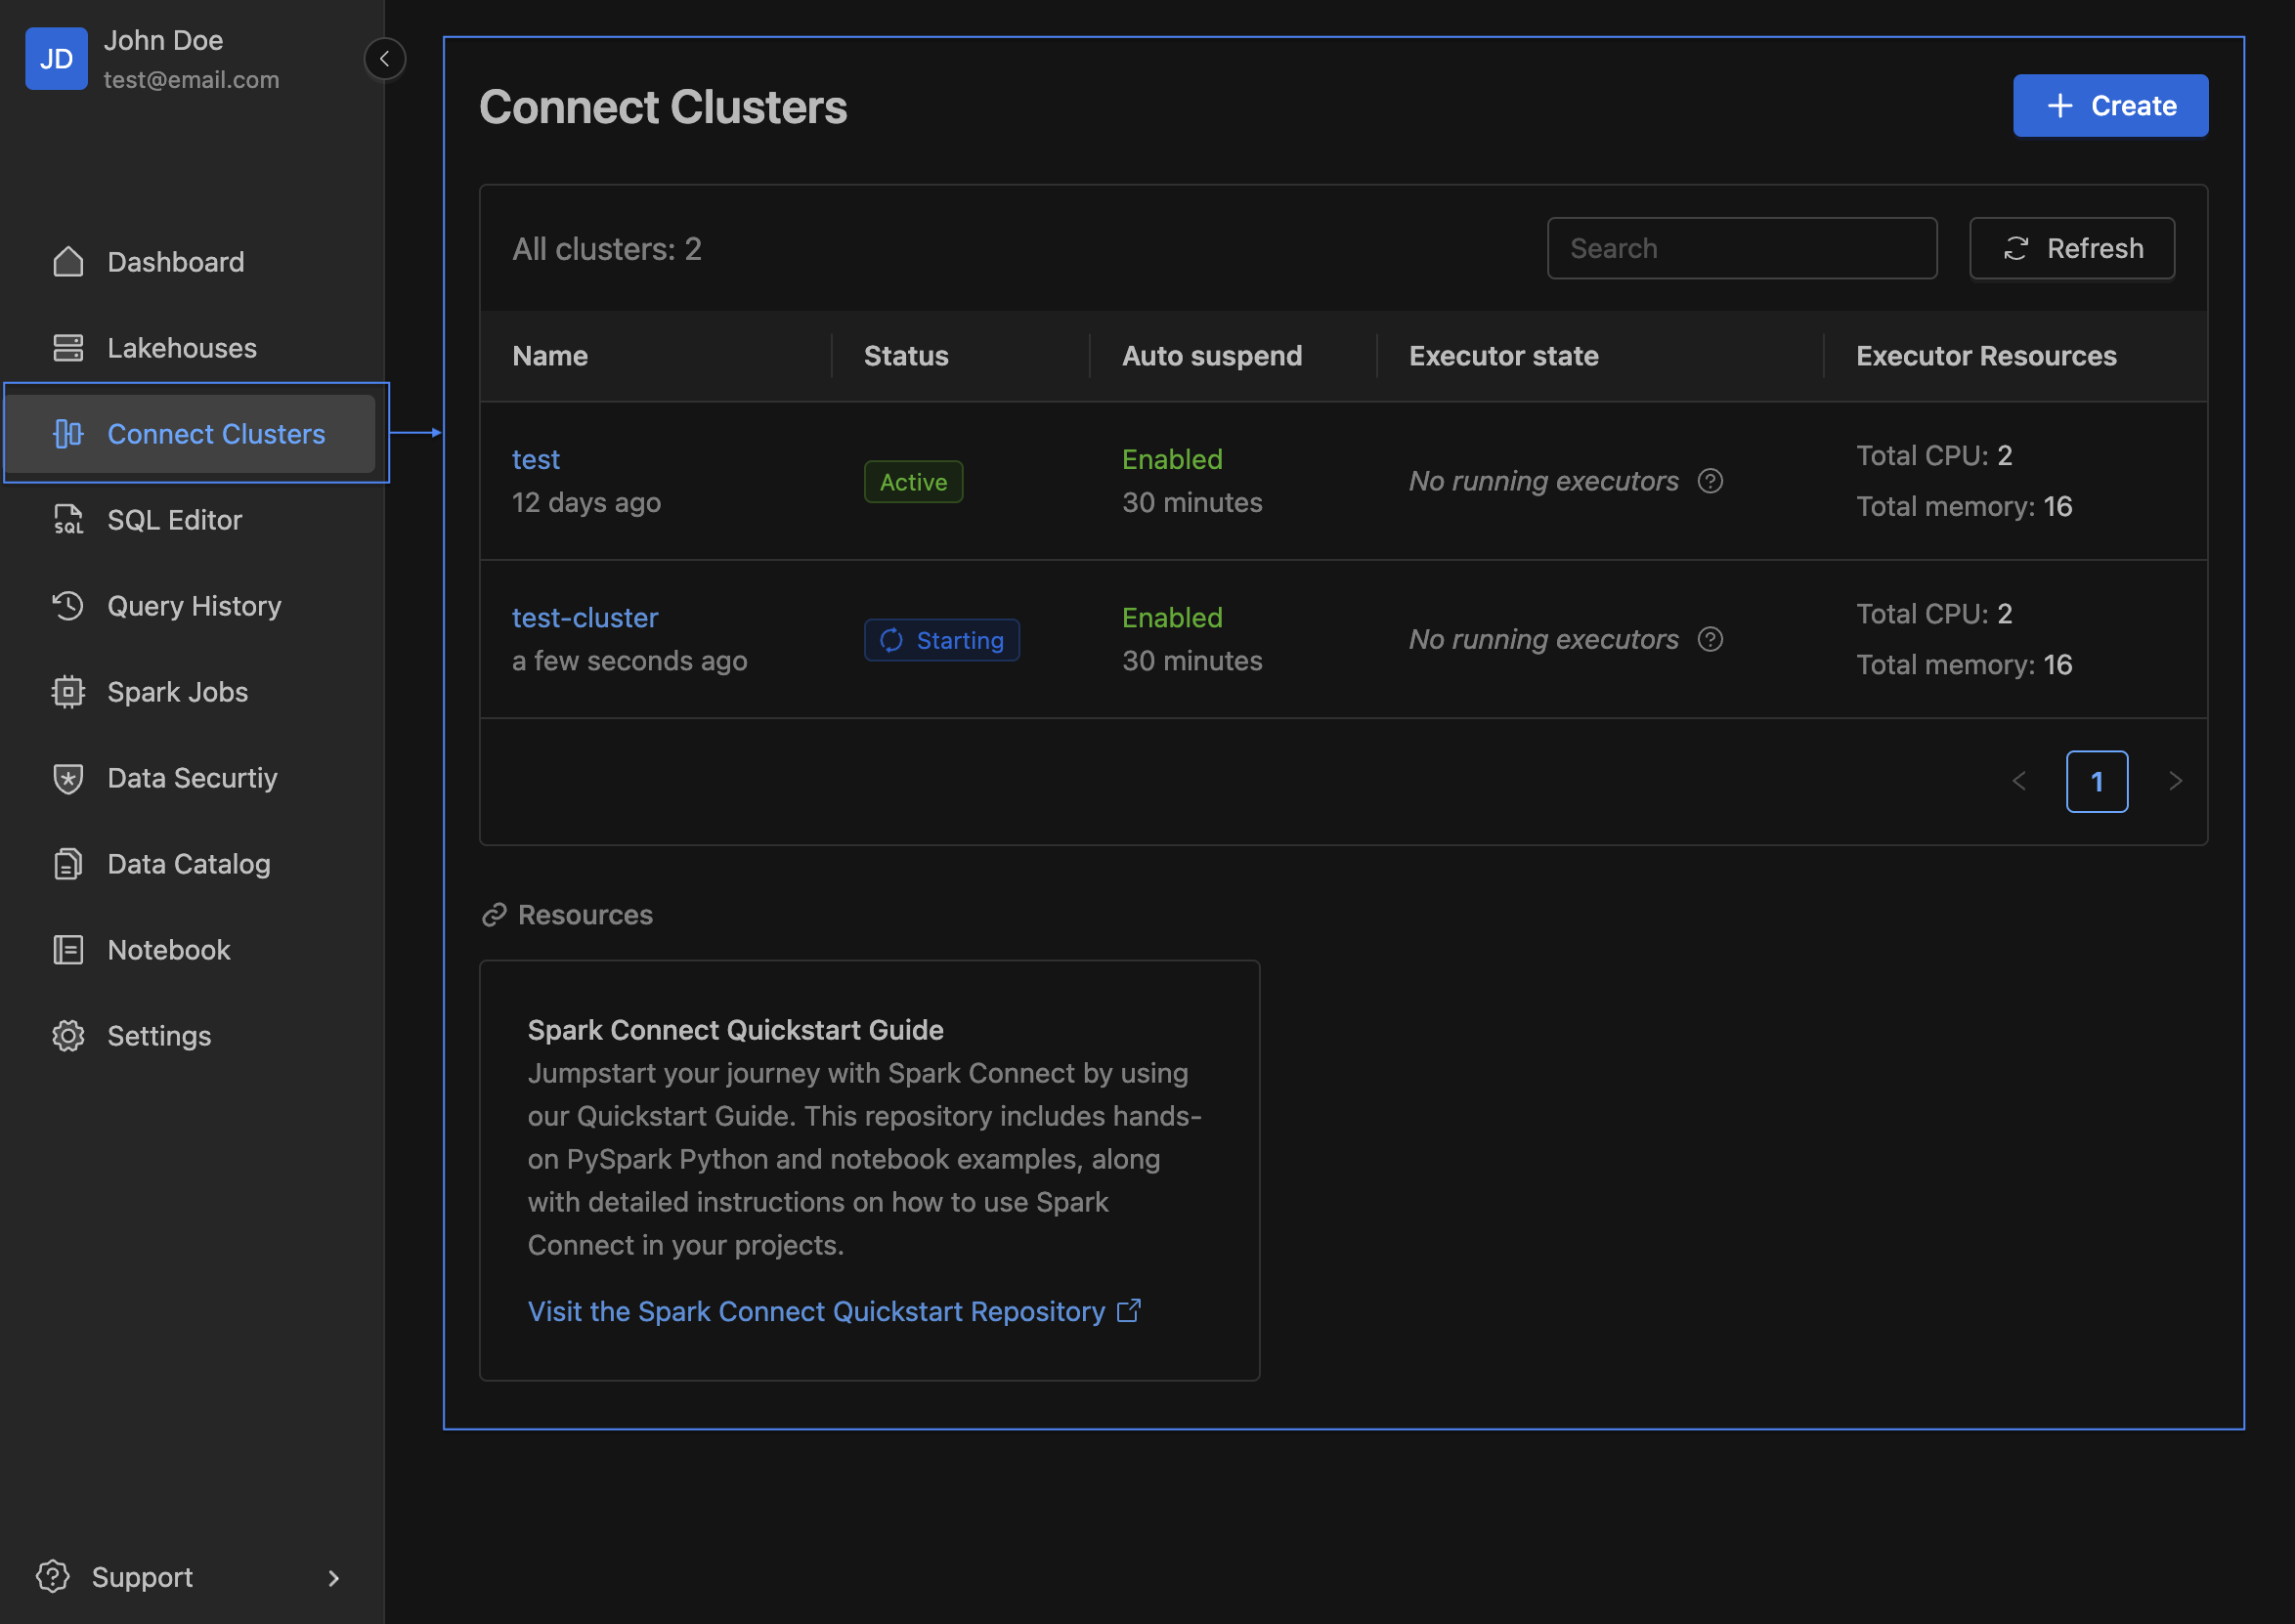 JD
John Doe
test@email.com
Dashboard
Lakehouses
Connect Clusters
SQL
SQL Editor
Query History
Spark Jobs
Data Securtiy
Data Catalog
Notebook
Settings
Support
Connect Clusters
Create
All clusters: 2
Search
Refresh
Name Status Auto suspend Executor state Executor Resources
test
12 days ago
Active
Enabled
30 minutes
No running executors
Total CPU: 2
Total memory: 16
test-cluster
a few seconds ago
Starting
Enabled
30 minutes
No running executors
Total CPU: 2
Total memory: 16
1
Resources
Spark Connect Quickstart Guide
Jumpstart your journey with Spark Connect by using
our Quickstart Guide. This repository includes hands-
on PySpark Python and notebook examples, along
with detailed instructions on how to use Spark
Connect in your projects.
Visit the Spark Connect Quickstart Repository